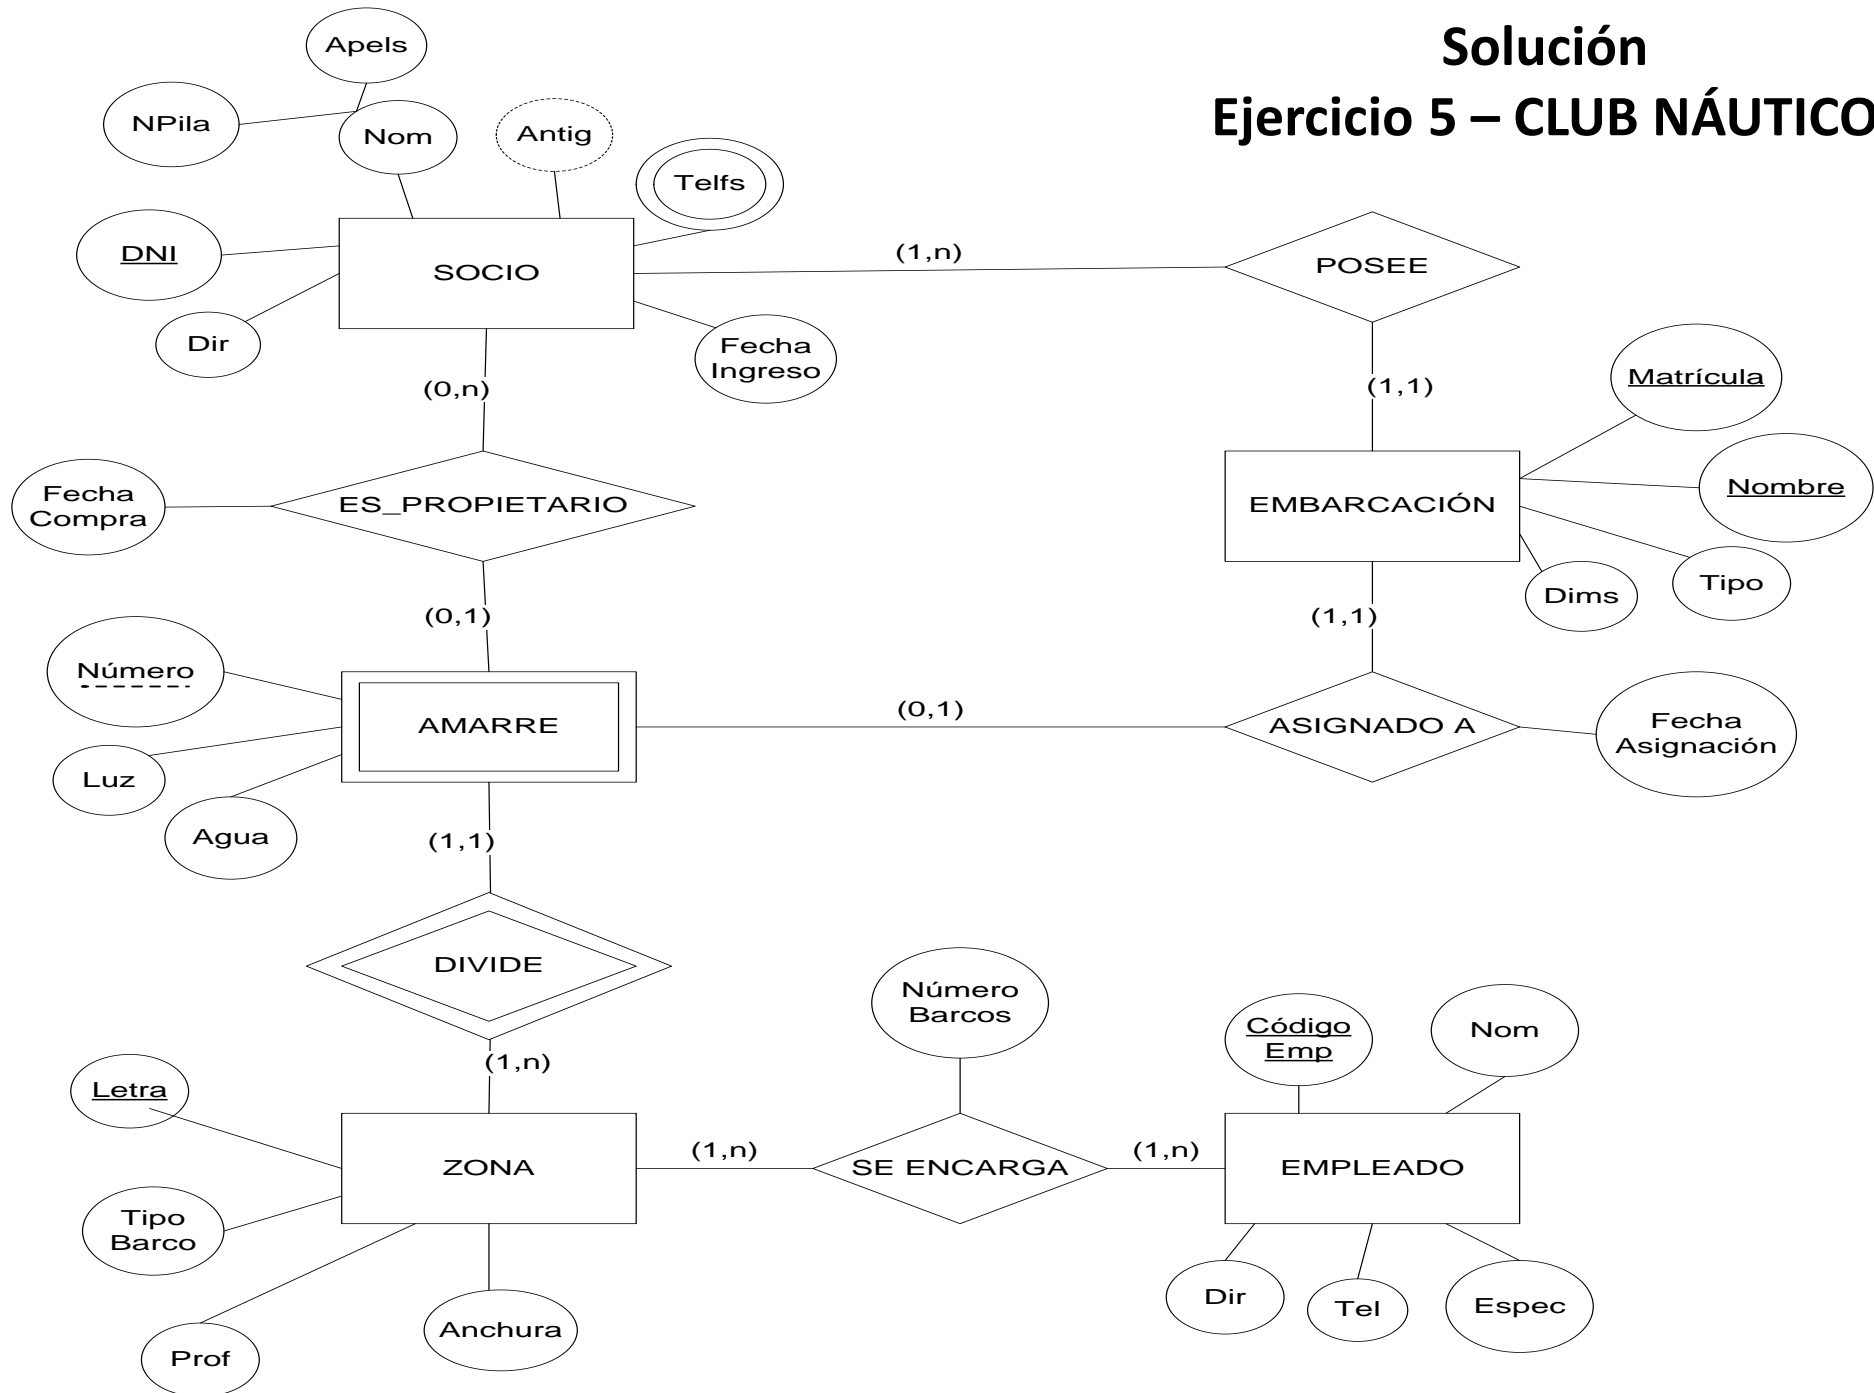 Solución
Ejercicio 5 – CLUB NÁUTICO
Apels
NPila
Nom
Antig
Telfs
DNI
SOCIO
(1,n)
POSEE
Dir
Fecha
Ingreso
(0,n)
(1,1)
Matrícula
Fecha
Compra
ES_PROPIETARIO
EMBARCACIÓN
Nombre
Dims
Tipo
(0,1)
(1,1)
Número
AMARRE
(0,1)
ASIGNADO A
Fecha
Asignación
Luz
Agua
(1,1)
DIVIDE
Número
Barcos
Código
Emp
Nom
(1,n)
Letra
ZONA
(1,n)
SE ENCARGA
(1,n)
EMPLEADO
Tipo
Barco
Prof
Anchura
Dir
Tel
Espec